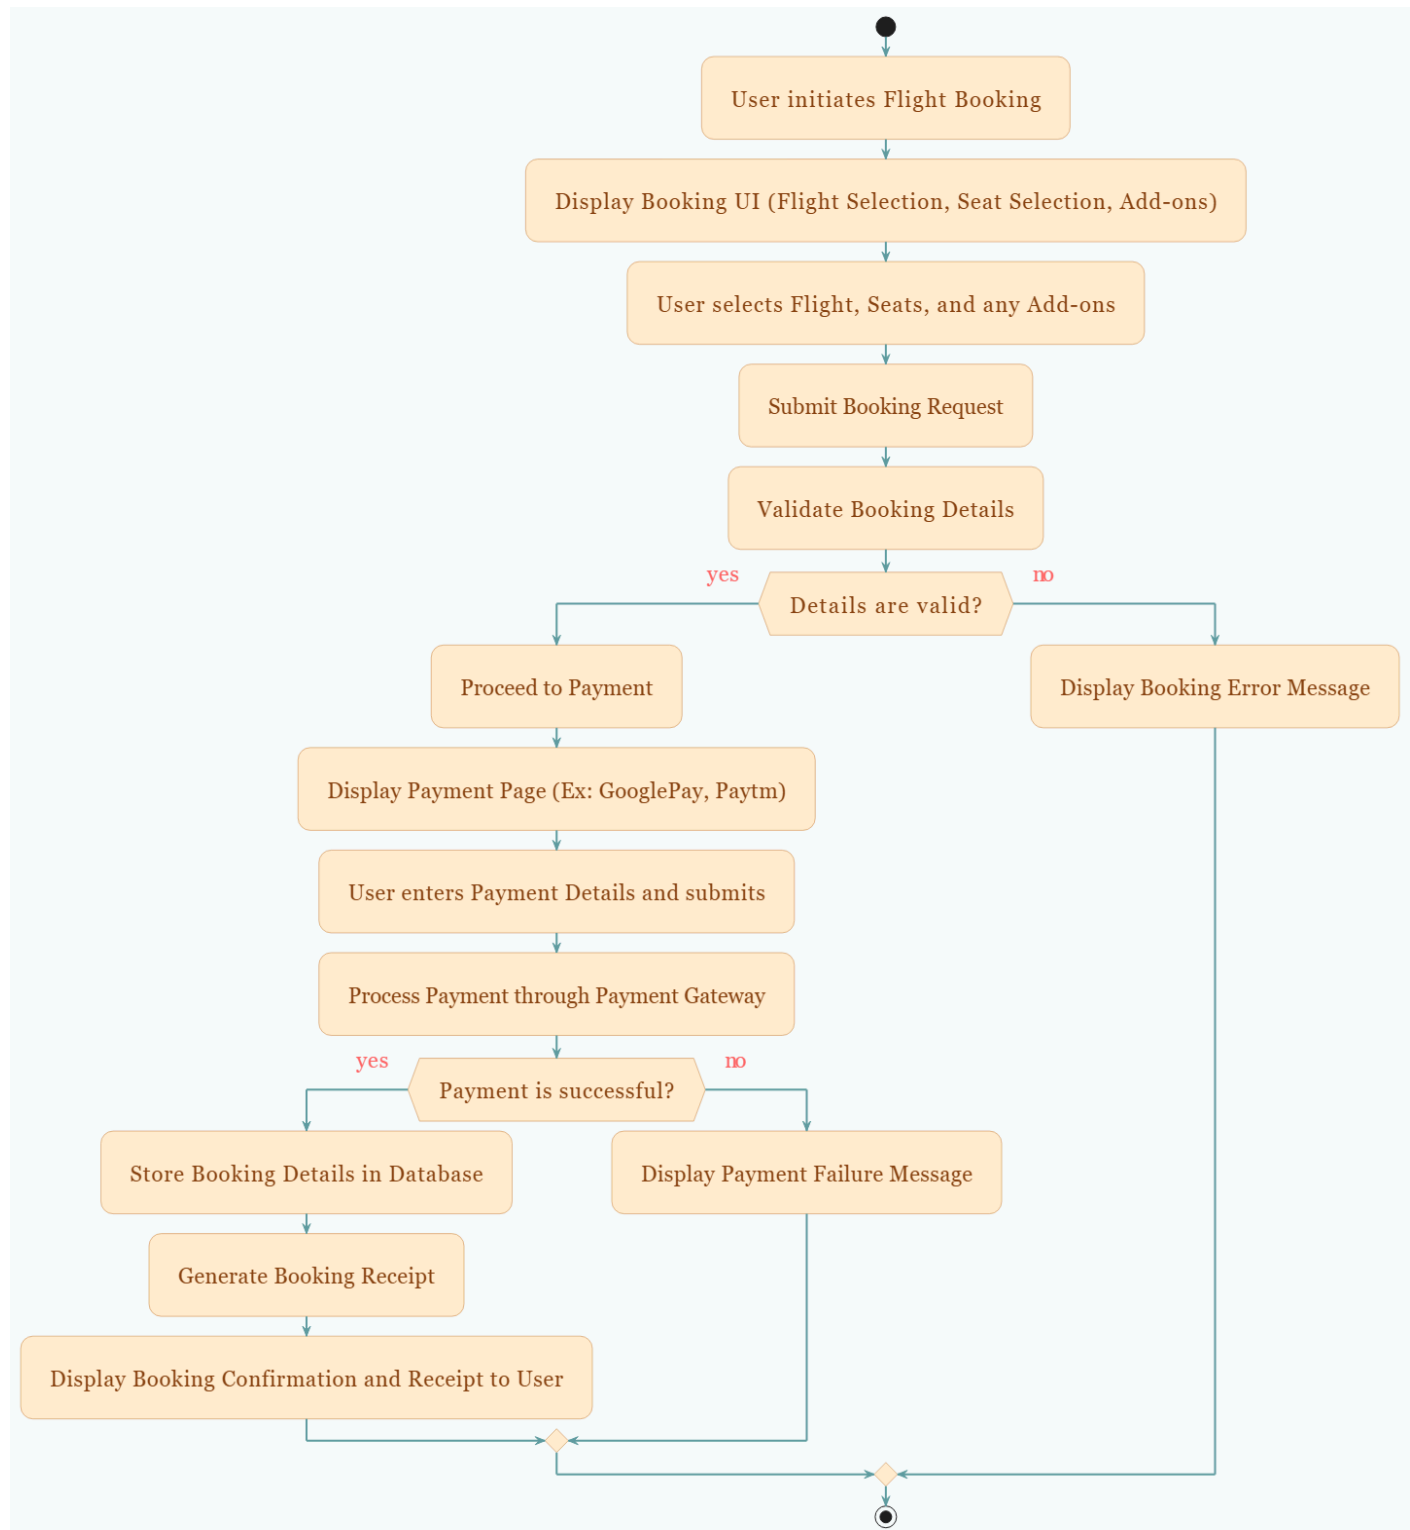 User initiates Flight Booking
Display Booking UI (Flight Selection, Seat Selection, Add-ons)
User selects Flight, Seats, and any Add-ons
Submit Booking Request
Validate Booking Details
yes
no
Details are valid?
Proceed to Payment
Display Booking Error Message
Display Payment Page (Ex: GooglePay, Paytm)
User enters Payment Details and submits
Process Payment through Payment Gateway
yes
no
Payment is successful?
Store Booking Details in Database
Display Payment Failure Message
Generate Booking Receipt
Display Booking Confirmation and Receipt to User